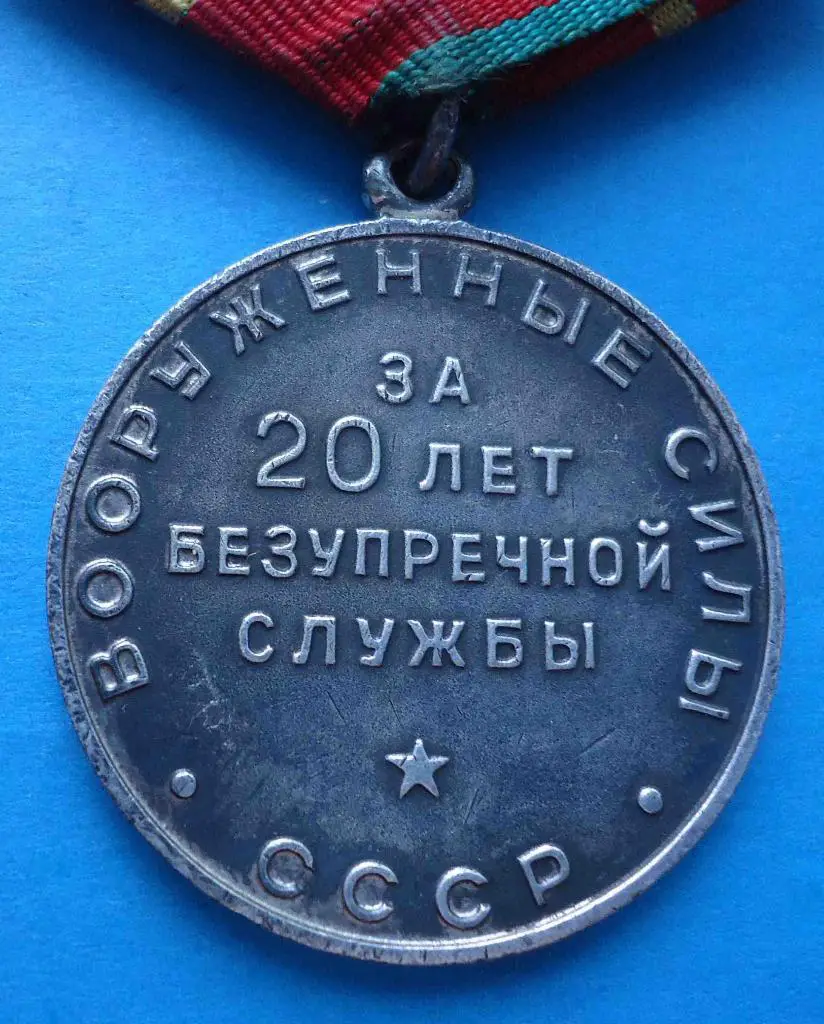 ВООРУЖЕННЫЕ СИЛЫ
ЗА
20 ЛЕТ
БЕЗУПРЕЧНОЙ
СЛУЖБЫ
СССР